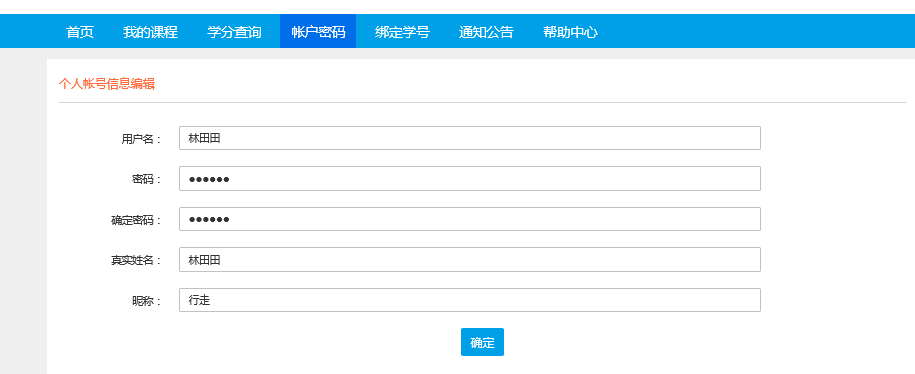 首页 我的课程 学分查询 帐户密码 绑定学号 通知公告 帮助中心
个人帐号信息编辑
用户名： 林田田
密码： ●●●●●●
确定密码： ●●●●●●
真实姓名： 林田田
昵称： 行走
确定